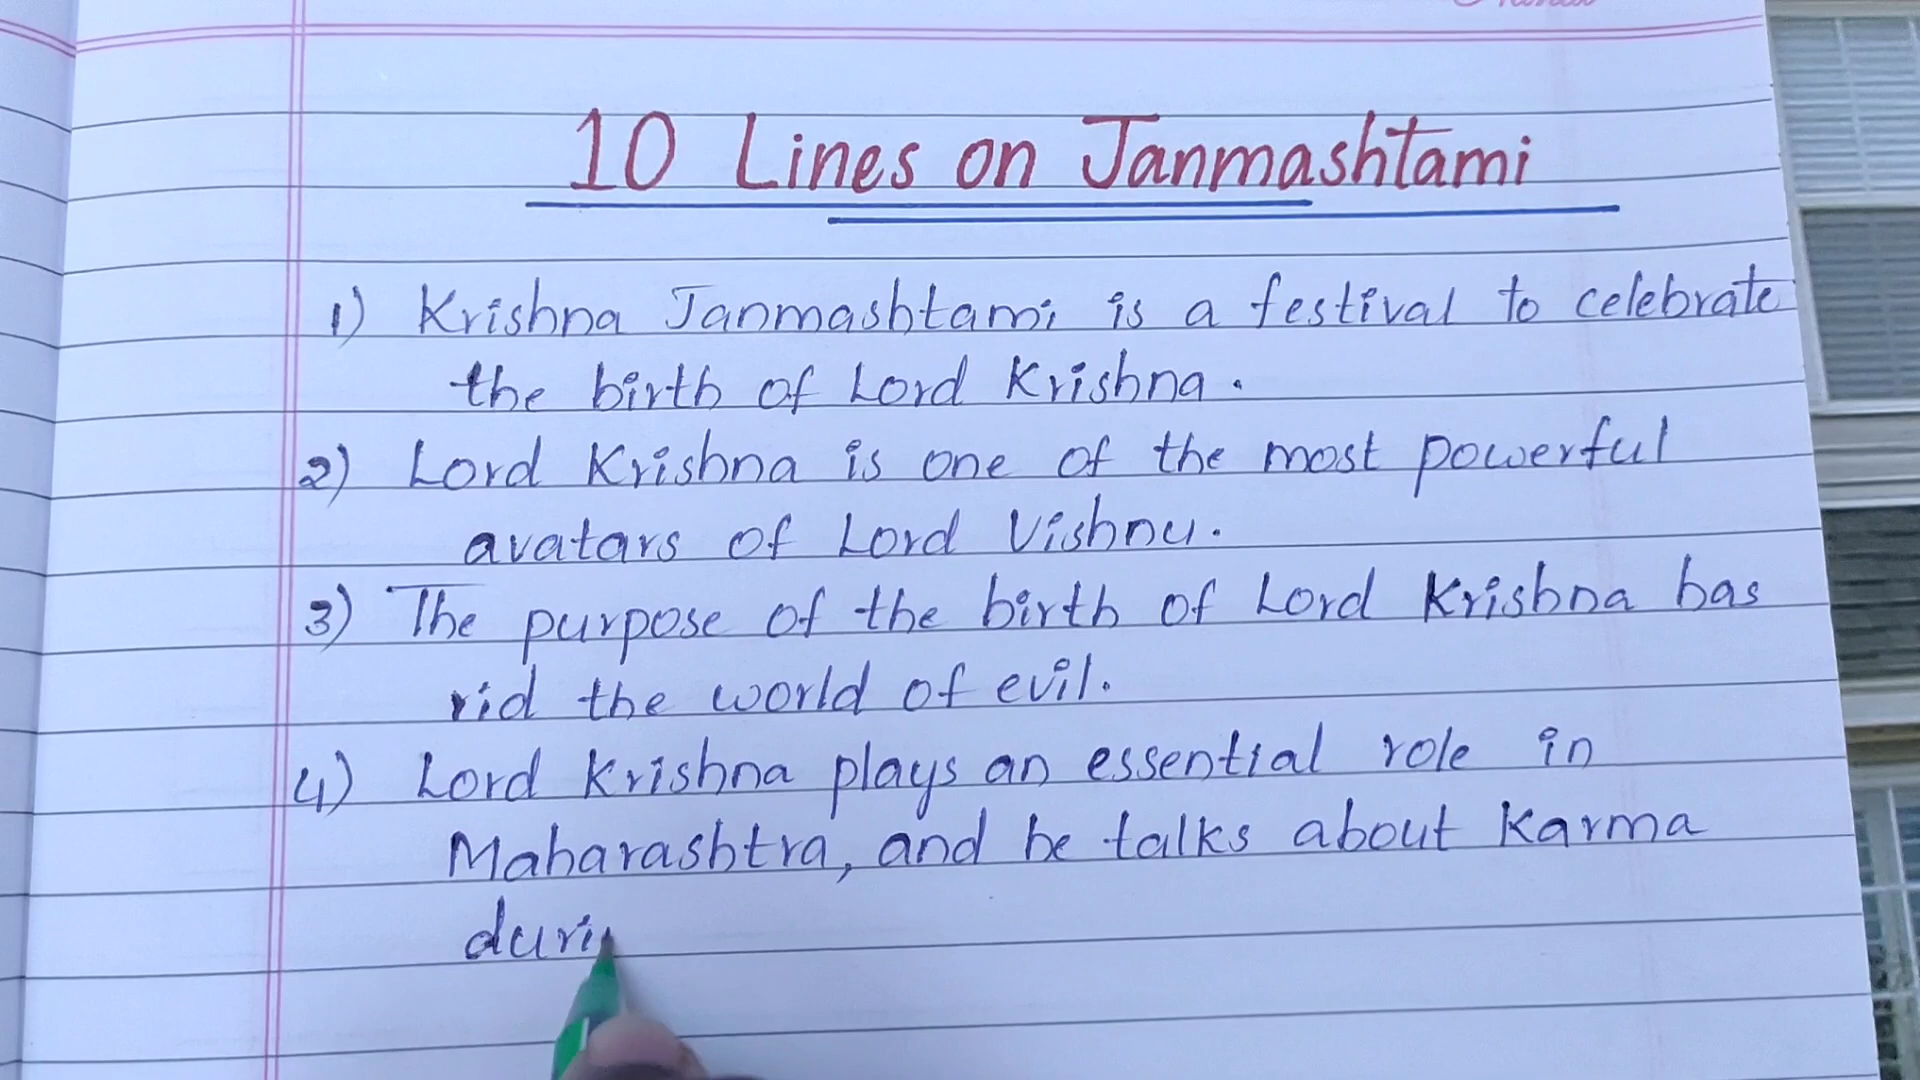 10 Lines on Janmashtami
1) Krishna Janmashtami is a festival to celebrate
the birth of Lord Krishna.
2) Lord Krishna is one of the most powerful
avatars of Lord Vishnu.
3) The purpose of the birth of Lord Krishna has
rid the world of evil.
4) Lord Krishna plays an essential role in
Maharashtra, and he talks about Karma
duri